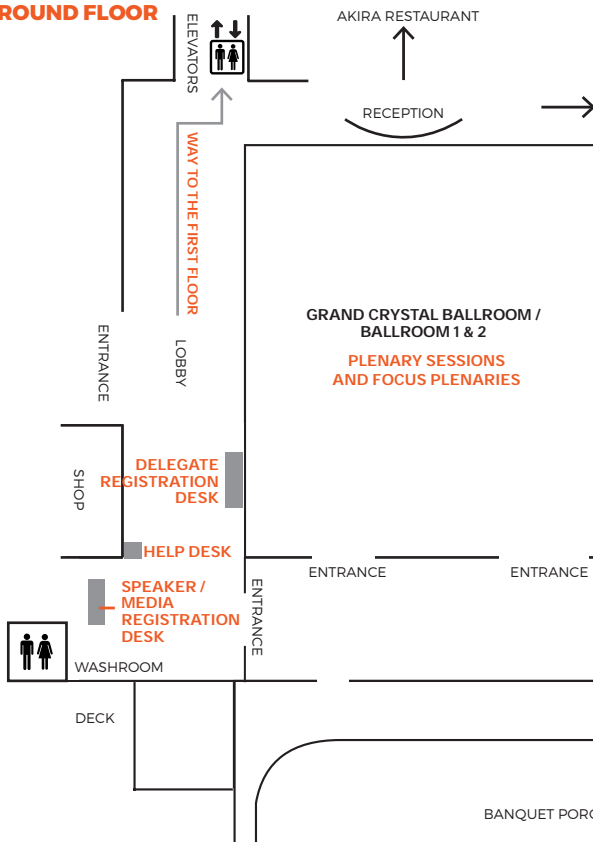 ROUND FLOOR
ELEVATORS
AKIRA RESTAURANT
RECEPTION
WAY TO THE FIRST FLOOR
GRAND CRYSTAL BALLROOM /
BALLROOM 1 & 2
PLENARY SESSIONS
AND FOCUS PLENARIES
ENTRANCE
LOBBY
DELEGATE
REGISTRATION
DESK
SHOP
HELP DESK
ENTRANCE
ENTRANCE
SPEAKER /
MEDIA
REGISTRATION
DESK
ENTRANCE
WASHROOM
DECK
BANQUET PORC